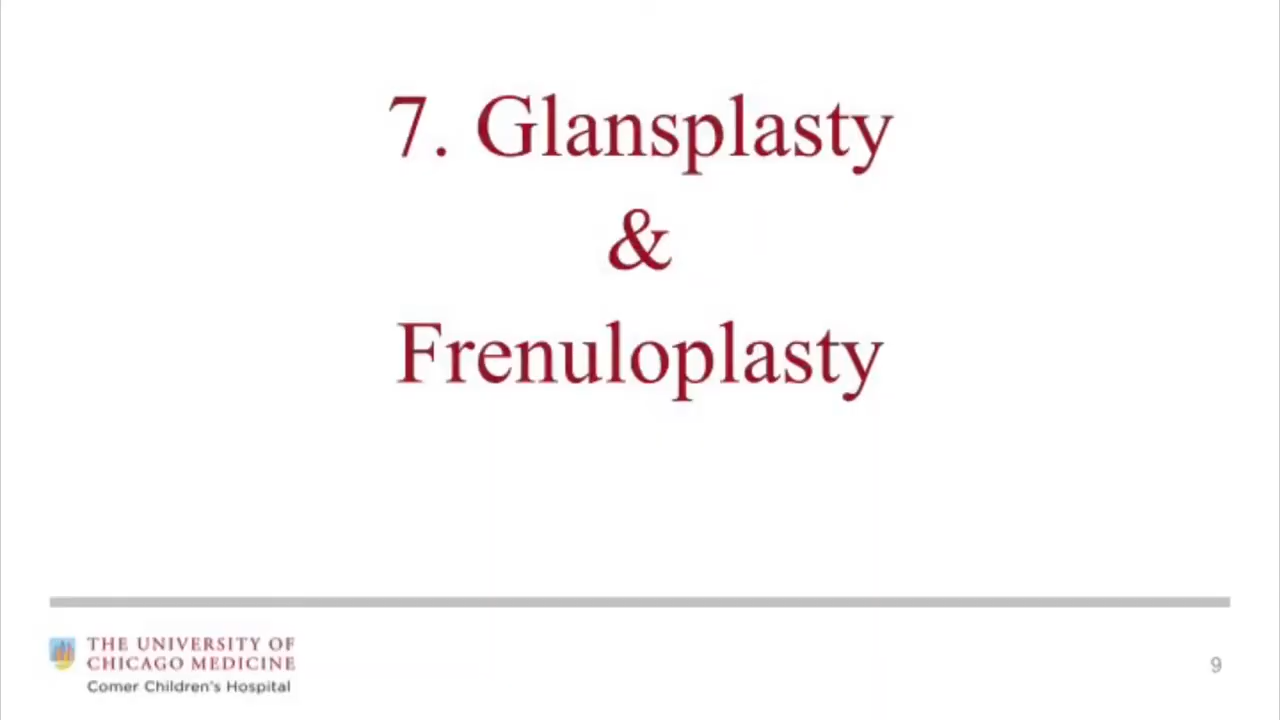 7. Glansplasty
&
Frenuloplasty
THE UNIVERSITY OF
CHICAGO MEDICINE
Comer Children's Hospital
9